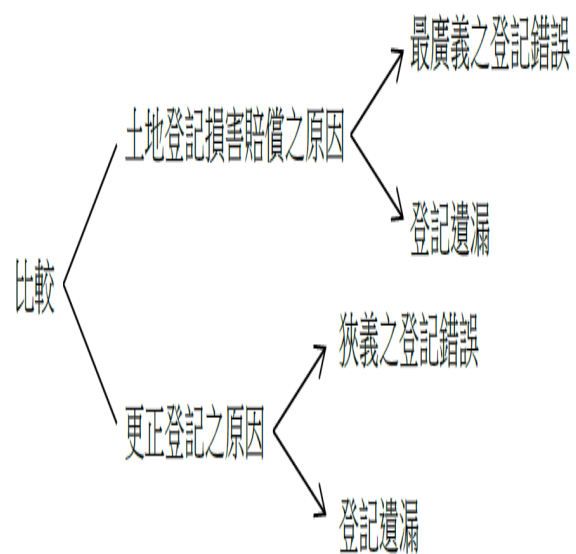 比較
土地登記損害賠償之原因
最廣義之登記錯誤
登記遺漏
更正登記之原因
狹義之登記錯誤
登記遺漏